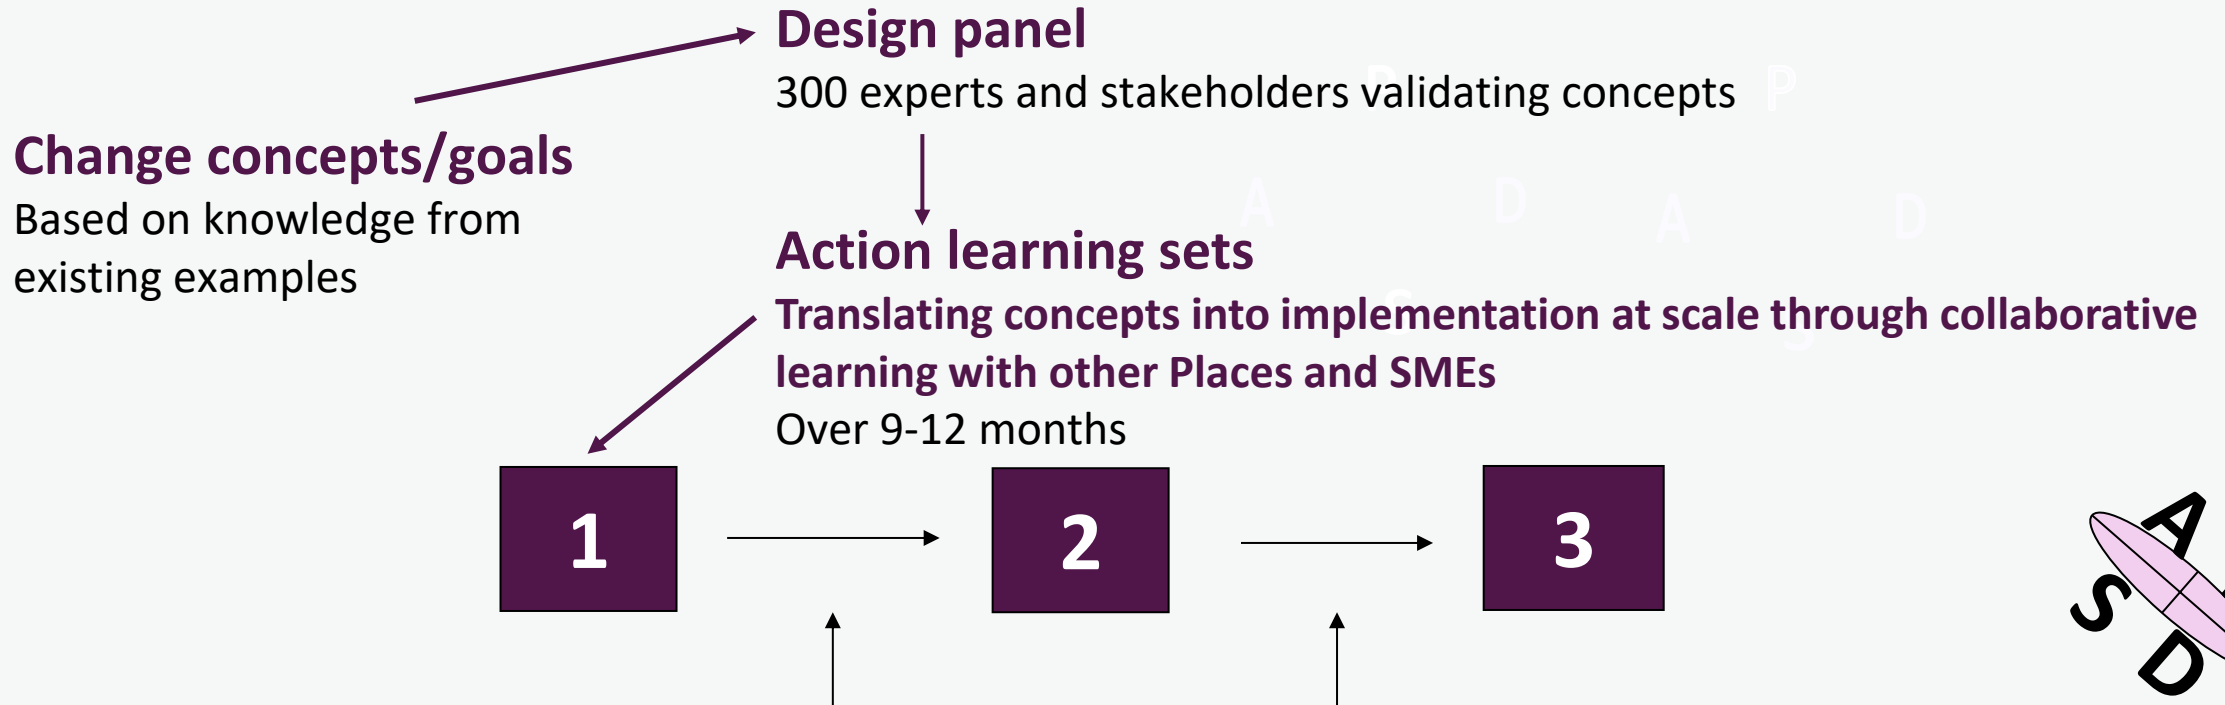 Design panel
300 experts and stakeholders validating concepts
P
P
Change concepts/goals
Based on knowledge from
existing examples
A
D
A
D
Action learning sets
S
Translating concepts into implementation at scale through collaborative
S
learning with other Places and SMEs
Over 9-12 months
1
2
3
A
S
D